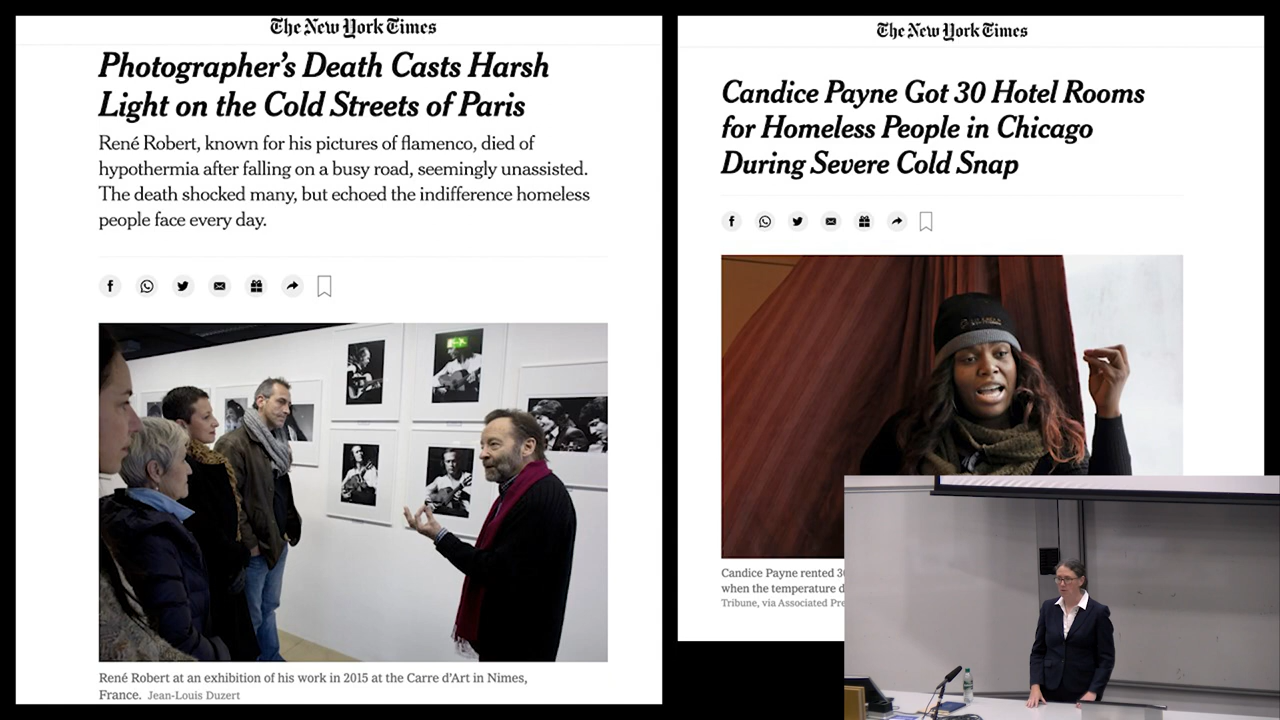 The New York Times
Photographer's Death Casts Harsh
Light on the Cold Streets of Paris
René Robert, known for his pictures of flamenco, died of
hypothermia after falling on a busy road, seemingly unassisted.
The death shocked many, but echoed the indifference homeless
people face every day.
René Robert at an exhibition of his work in 2015 at the Carre d'Art in Nimes,
France. Jean-Louis Duzert
The New York Times
Candice Payne Got 30 Hotel Rooms
for Homeless People in Chicago
During Severe Cold Snap
Candice Payne rented
when the temperature
Tribune, via Associated